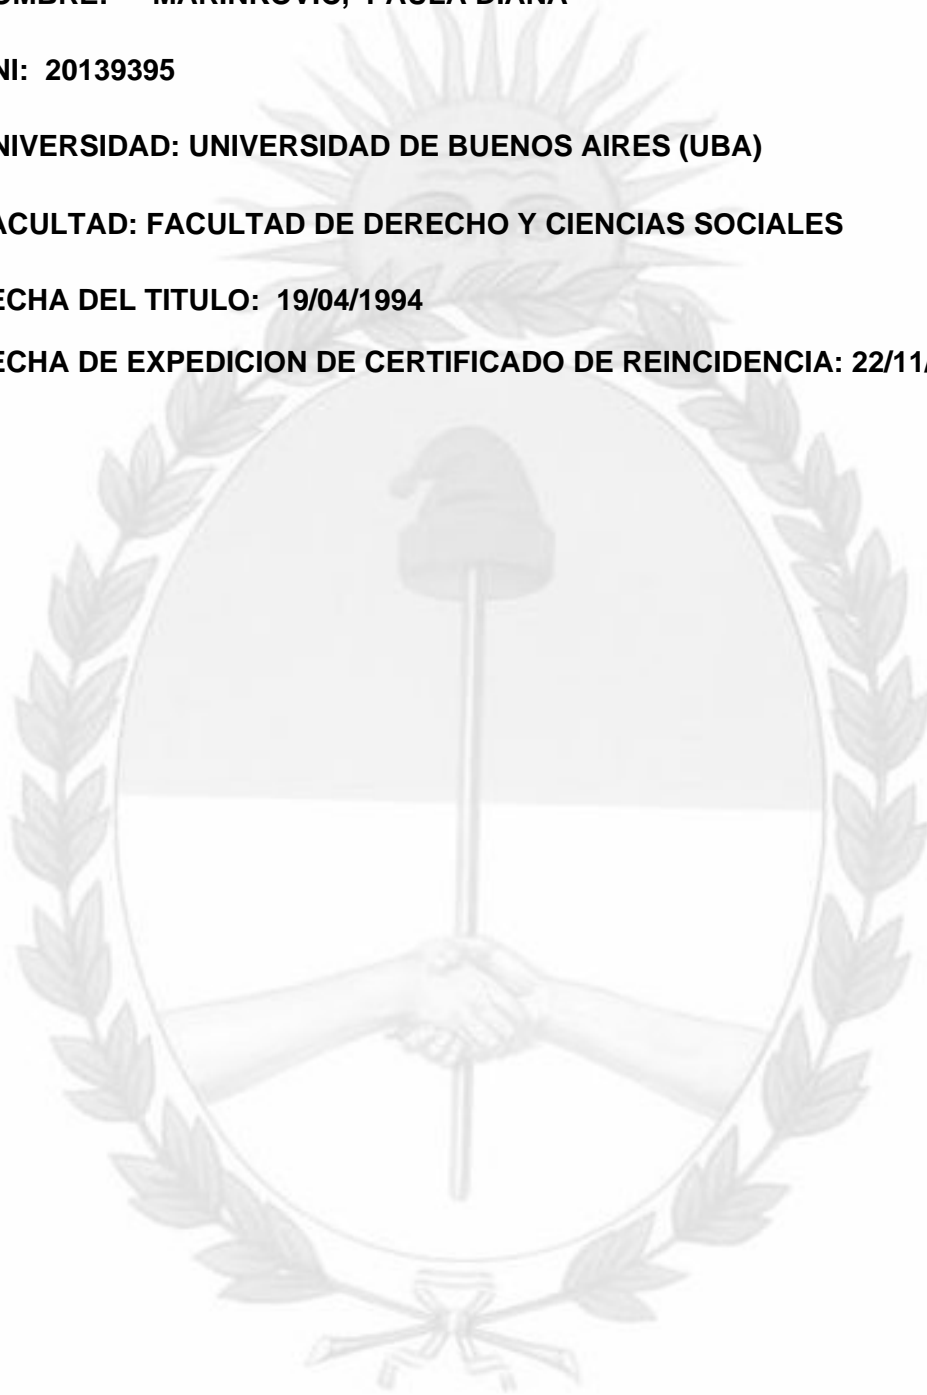 OMBRE: MARINKOVIC, PAULA DIANA
NI: 20139395
NIVERSIDAD: UNIVERSIDAD DE BUENOS AIRES (UBA)
ACULTAD: FACULTAD DE DERECHO Y CIENCIAS SOCIALES
ECHA DEL TITULO: 19/04/1994
ECHA DE EXPEDICION DE CERTIFICADO DE REINCIDENCIA: 22/11/